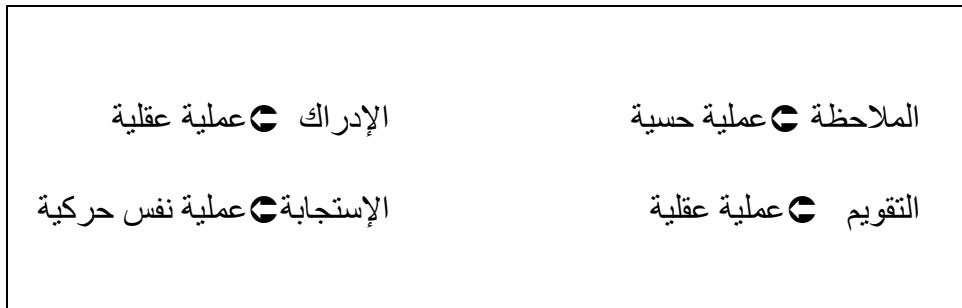 الملاحظة ➲ عملية حسية الإدراك ➲ عملية عقلية
التقويم ➲ عملية عقلية الإستجابة ➲ عملية نفس حركية